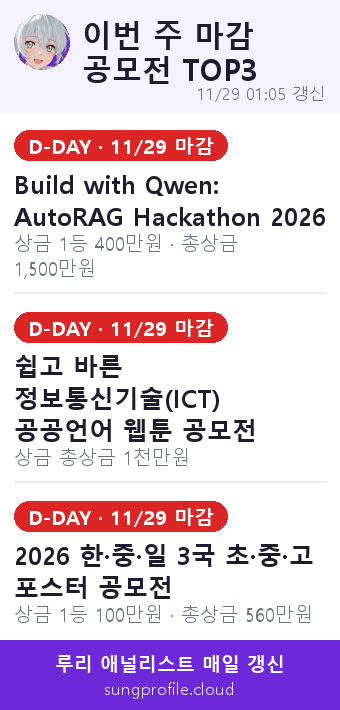 이번 주 마감
공모전 TOP3
11/29 01:05 갱신
D-DAY · 11/29 마감
Build with Qwen:
AutoRAG Hackathon 2026
상금 1등 400만원 · 총상금
1,500만원
D-DAY · 11/29 마감
쉽고 바른
정보통신기술(ICT)
공공언어 웹툰 공모전
상금 총상금 1천만원
D-DAY · 11/29 마감
2026 한·중·일 3국 초·중·고
포스터 공모전
상금 1등 100만원 · 총상금 560만원
루리 애널리스트 매일 갱신
sungprofile.cloud